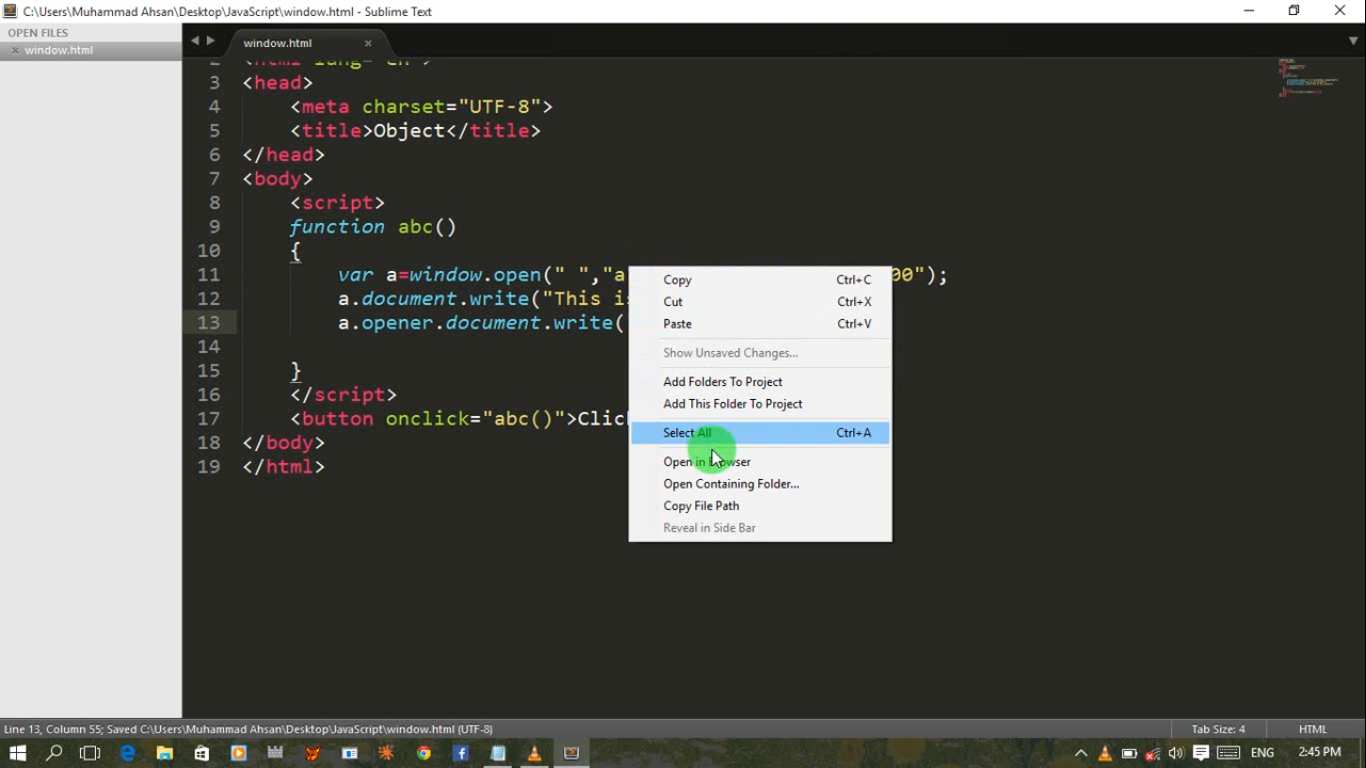 C:\Users\Muhammad Ahsan\Desktop\JavaScript\window.html - Sublime Text
OPEN FILES
window.html
window.html
3 <head>
4 <meta charset="UTF-8">
5 <title>Object</title>
6 </head>
7 <body>
8 <script>
9 function abc()
10 {
11 var a=window.open(" ","a 00");
12 a.document.write("This is
13 a.opener.document.write(
14
15 }
16 </script>
17 <button onclick="abc()">Clic
18 </body>
19 </html>
Copy Ctrl+C
Cut Ctrl+X
Paste Ctrl+V
Show Unsaved Changes...
Add Folders To Project
Add This Folder To Project
Select All Ctrl+A
Open in Browser
Open Containing Folder...
Copy File Path
Reveal in Side Bar
Line 13, Column 55; Saved C:\Users\Muhammad Ahsan\Desktop\JavaScript\window.html (UTF-8)
Tab Size: 4
HTML
ENG
2:45 PM